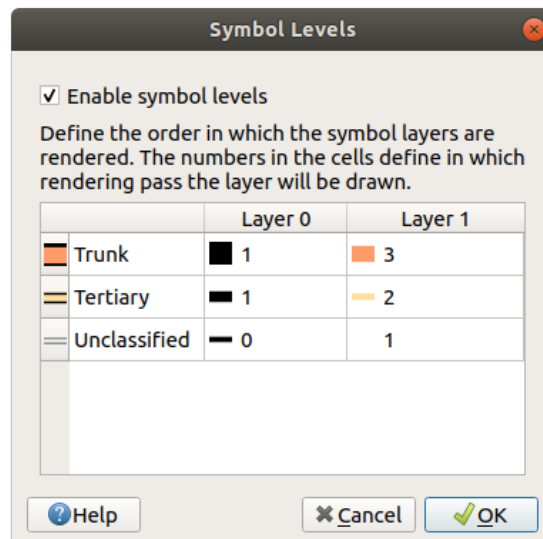 Symbol Levels
Enable symbol levels
Define the order in which the symbol layers are
rendered. The numbers in the cells define in which
rendering pass the layer will be drawn.
Layer 0 Layer 1
Trunk 1 3
Tertiary 1 2
Unclassified 0 1
Help Cancel OK